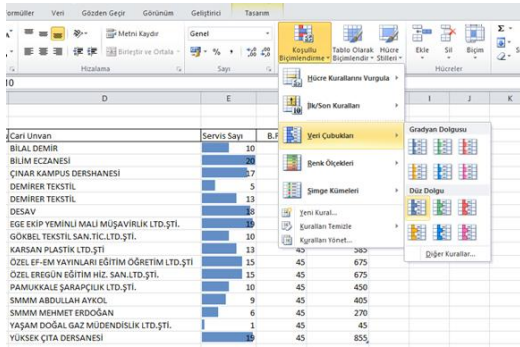 ormüller Veri Gözden Geçir Görünüm Geliştirici Tasarım
Metni Kaydır
Genel
Birleştir ve Ortala
Koşullu Biçimlendirme
Tablo Olarak Biçimlendir
Hücre Stilleri
Ekle Sil Biçim
Hizalama Sayı Hücreler
Hücre Kurallarını Vurgula
İlk/Son Kuralları
Veri Çubukları
Renk Ölçekleri
Simge Kümeleri
Yeni Kural...
Kuralları Temizle
Kuralları Yönet...
Gradyan Dolgusu
Düz Dolgu
Diğer Kurallar...
D E I J K
Cari Unvan Servis Sayı B.F
BİLAL DEMİR 10
BİLİM ECZANESİ 20
ÇINAR KAMPUS DERSHANESİ 17
DEMİRER TEKSTİL 5
DEMİRER TEKSTİL 13
DESAV 18
EGE EKİP YEMİNLİ MALİ MÜŞAVİRLİK LTD.ŞTİ. 19
GÖKBEL TEKSTİL SAN.TİC.LTD.ŞTİ. 10
KARSAN PLASTİK LTD.ŞTİ 13 45 585
ÖZEL EF-EM YAYINLARI EĞİTİM ÖĞRETİM LTD.ŞTİ 15 45 675
ÖZEL EREGÜN EĞİTİM HİZ. SAN.LTD.ŞTİ. 15 45 675
PAMUKKALE ŞARAPÇILIK LTD.ŞTİ. 10 45 450
SMMM ABDULLAH AYKOL 9 45 405
SMMM MEHMET ERDOĞAN 6 45 270
YAŞAM DOĞAL GAZ MÜDENDİSLİK LTD.ŞTİ. 1 45 45
YÜKSEK ÇITA DERSANESİ 19 45 855